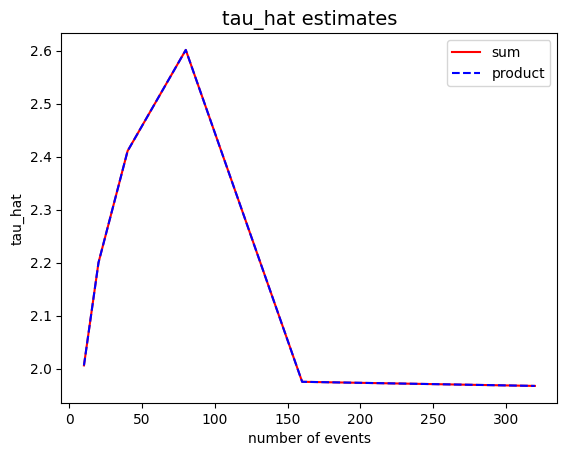 tau_hat estimates
sum
product
tau_hat
2.6
2.5
2.4
2.3
2.2
2.1
2.0
0 50 100 150 200 250 300
number of events